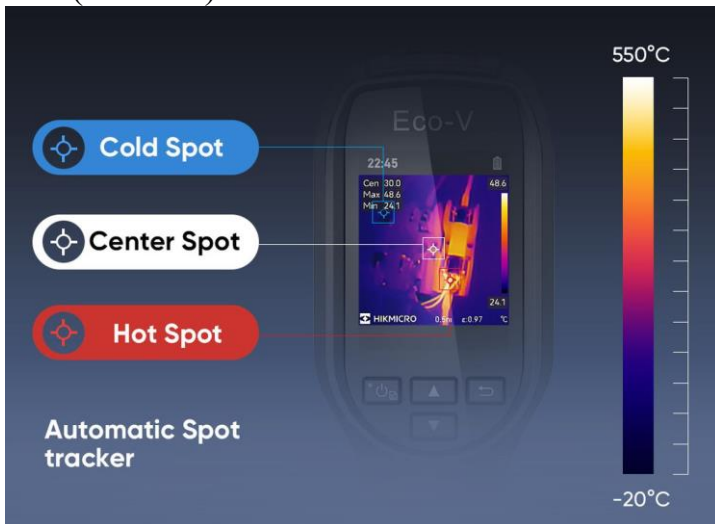 550°C
Eco-V
Cold Spot
22:45
Cen 30.0
Max 48.6
Min 24.1
48.6
Center Spot
24.1
HIKMICRO 0.5m ε:0.97 °C
Hot Spot
Automatic Spot
tracker
-20°C